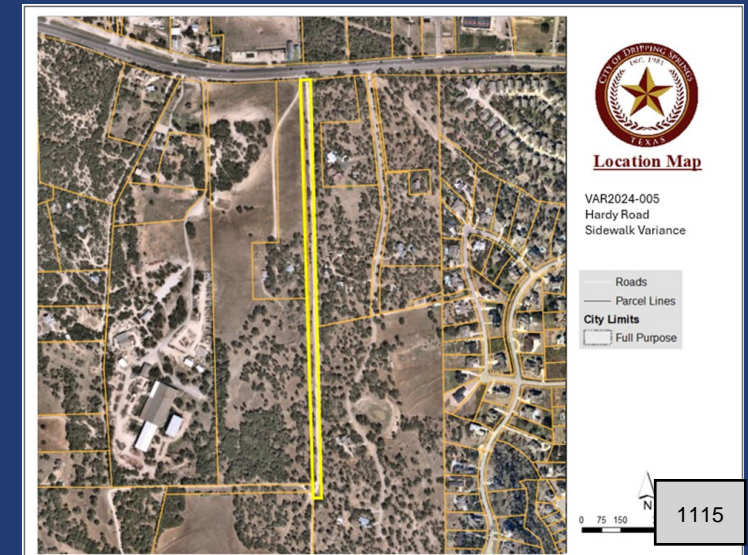 CITY OF DRIPPING SPRINGS
INC. 1981
TEXAS
Location Map
VAR2024-005
Hardy Road
Sidewalk Variance
Roads
Parcel Lines
City Limits
Full Purpose
N
0 75 150
1115